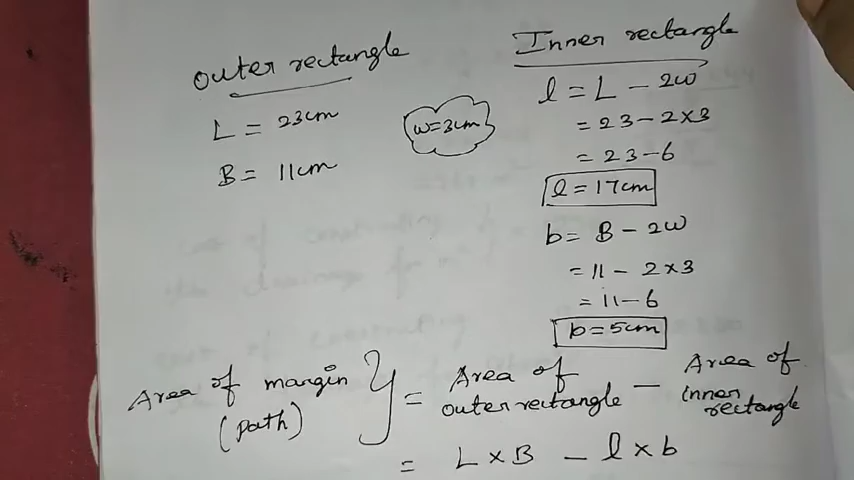 Outer rectangle
L = 23cm
B = 11cm
w=3cm
Inner rectangle
l = L - 2w
= 23 - 2×3
= 23-6
l = 17cm
b = B - 2w
= 11 - 2×3
= 11-6
b=5cm
Area of margin (path) } = Area of outer rectangle - Area of inner rectangle
= L × B - l × b